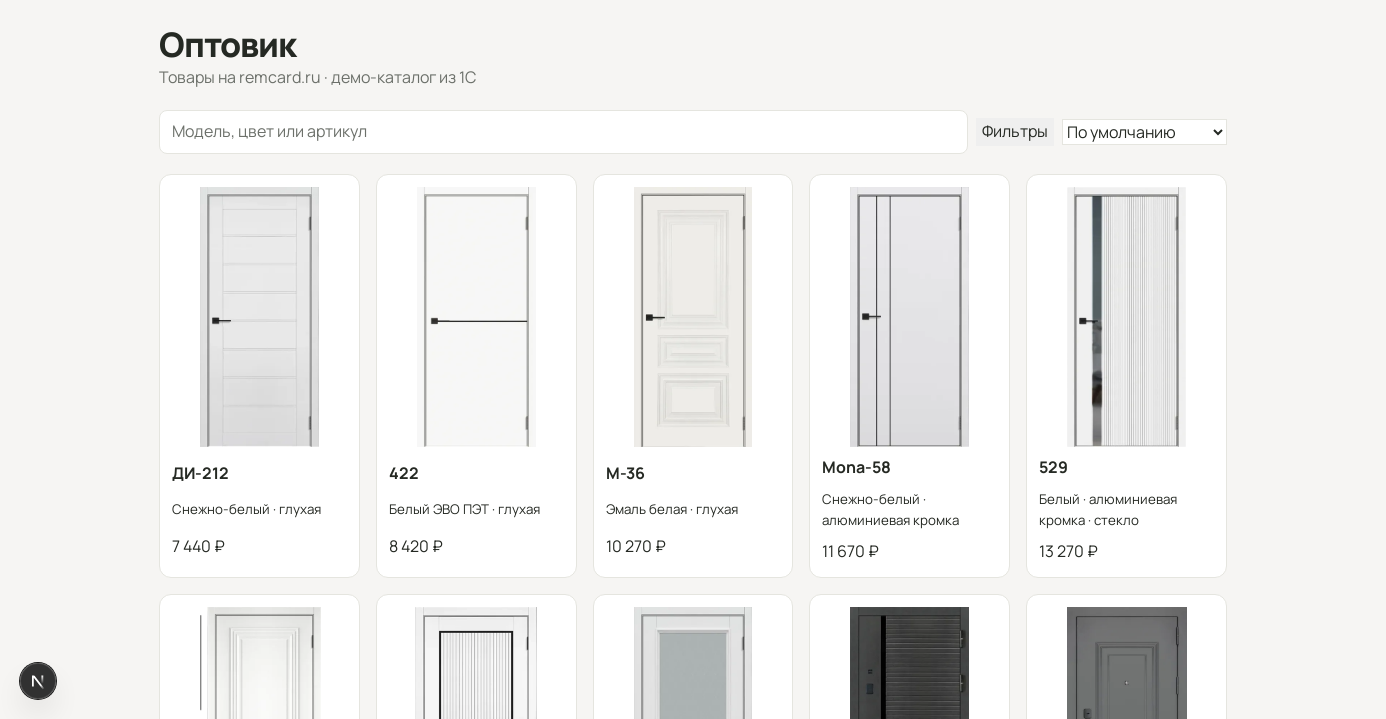 Оптовик
Товары на remcard.ru · демо-каталог из 1С
Модель, цвет или артикул
Фильтры
По умолчанию
ДИ-212
Снежно-белый · глухая
7 440 ₽
422
Белый ЭВО ПЭТ · глухая
8 420 ₽
М-36
Эмаль белая · глухая
10 270 ₽
Mona-58
Снежно-белый ·
алюминиевая кромка
11 670 ₽
529
Белый · алюминиевая
кромка · стекло
13 270 ₽
N